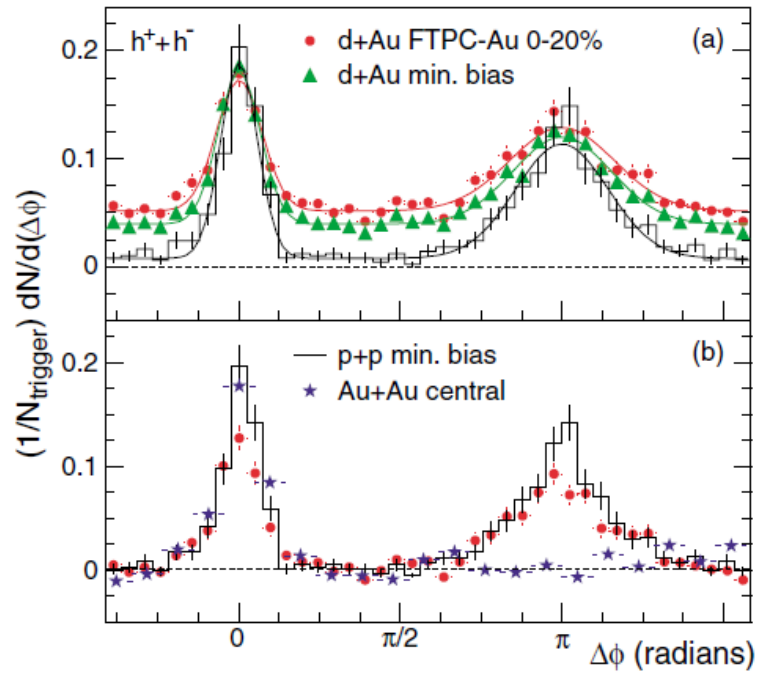 h⁺+h⁻
d+Au FTPC-Au 0-20%
(a)
d+Au min. bias
0.2
0.1
0
(1/N_trigger) dN/d(Δϕ)
p+p min. bias
(b)
Au+Au central
0.2
0.1
0
0 π/2 π Δϕ (radians)